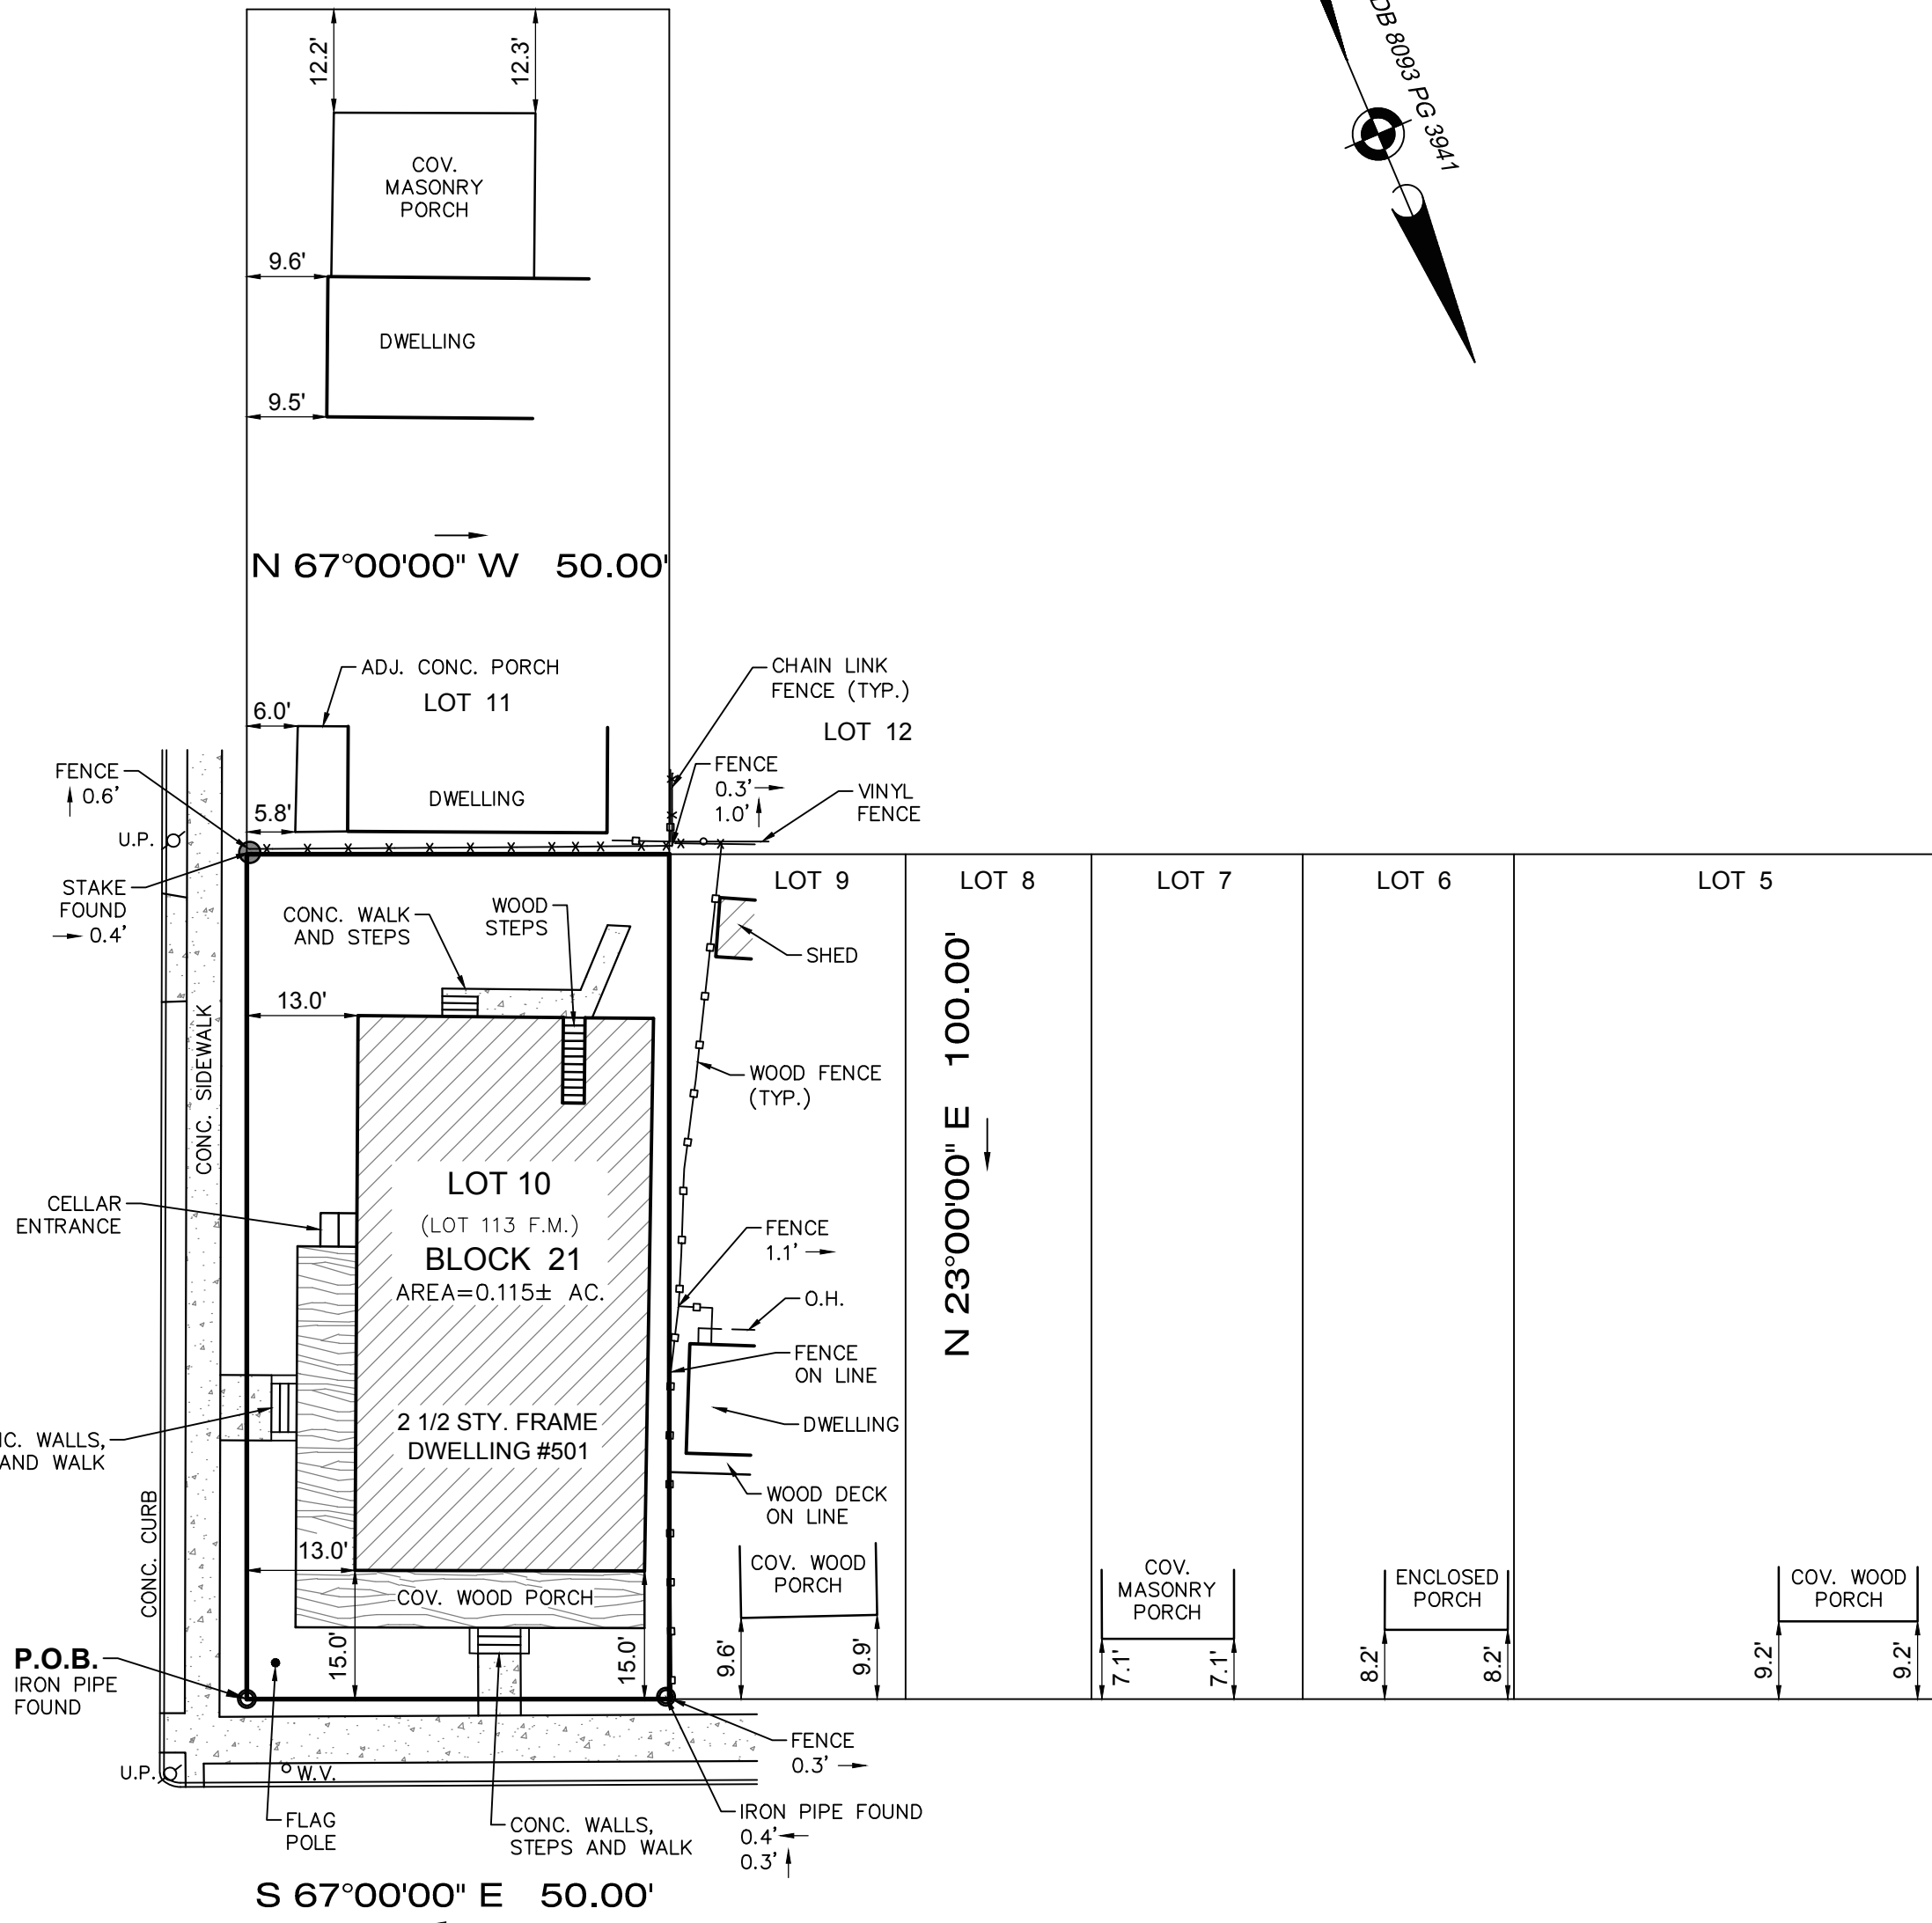 12.2'
12.3'
DB 8093 PG 3941
COV.
MASONRY
PORCH
9.6'
DWELLING
9.5'
N 67°00'00" W 50.00'
ADJ. CONC. PORCH
LOT 11
6.0'
CHAIN LINK
FENCE (TYP.)
LOT 12
FENCE
0.6'
FENCE
0.3'
1.0'
VINYL
FENCE
DWELLING
5.8'
U.P.
STAKE
FOUND
0.4'
LOT 9
LOT 8
LOT 7
LOT 6
LOT 5
CONC. WALK
AND STEPS
WOOD
STEPS
SHED
13.0'
CONC. SIDEWALK
WOOD FENCE
(TYP.)
N 23°00'00" E 100.00'
CELLAR
ENTRANCE
LOT 10
(LOT 113 F.M.)
BLOCK 21
AREA=0.115± AC.
FENCE
1.1'
O.H.
FENCE
ON LINE
DWELLING
2 1/2 STY. FRAME
DWELLING #501
C. WALLS,
AND WALK
WOOD DECK
ON LINE
CONC. CURB
13.0'
COV. WOOD PORCH
COV. WOOD
PORCH
COV.
MASONRY
PORCH
ENCLOSED
PORCH
COV. WOOD
PORCH
15.0'
15.0'
9.6'
9.9'
7.1'
7.1'
8.2'
8.2'
9.2'
9.2'
P.O.B.
IRON PIPE
FOUND
FENCE
0.3'
U.P.
W.V.
FLAG
POLE
CONC. WALLS,
STEPS AND WALK
IRON PIPE FOUND
0.4'
0.3'
S 67°00'00" E 50.00'